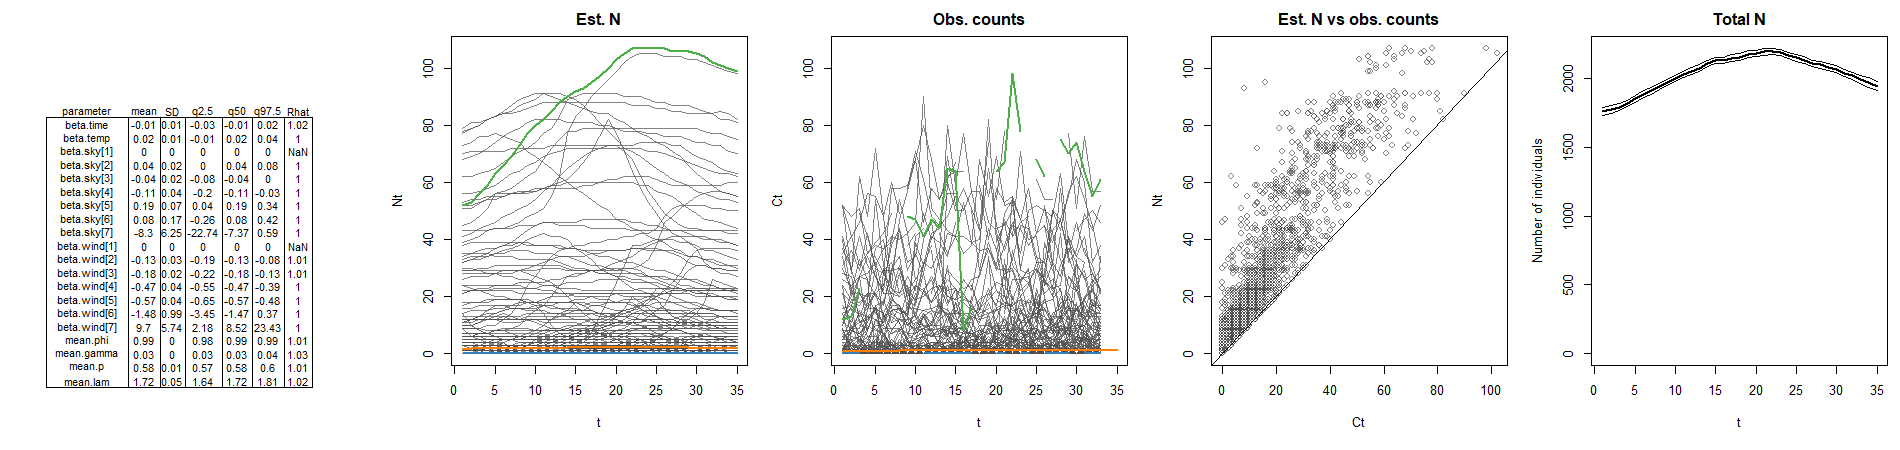 parameter mean SD q2.5 q50 q97.5 Rhat
beta.time -0.01 0.01 -0.03 -0.01 0.02 1.02
beta.temp 0.02 0.01 -0.01 0.02 0.04 1
beta.sky[1] 0 0 0 0 0 NaN
beta.sky[2] 0.04 0.02 0 0.04 0.08 1
beta.sky[3] -0.04 0.02 -0.08 -0.04 0 1
beta.sky[4] -0.11 0.04 -0.2 -0.11 -0.03 1
beta.sky[5] 0.19 0.07 0.04 0.19 0.34 1
beta.sky[6] 0.08 0.17 -0.26 0.08 0.42 1
beta.sky[7] -8.3 6.25 -22.74 -7.37 0.59 1
beta.wind[1] 0 0 0 0 0 NaN
beta.wind[2] -0.13 0.03 -0.19 -0.13 -0.08 1.01
beta.wind[3] -0.18 0.02 -0.22 -0.18 -0.13 1.01
beta.wind[4] -0.47 0.04 -0.55 -0.47 -0.39 1
beta.wind[5] -0.57 0.04 -0.65 -0.57 -0.48 1
beta.wind[6] -1.48 0.99 -3.45 -1.47 0.37 1
beta.wind[7] 9.7 5.74 2.18 8.52 23.43 1
mean.phi 0.99 0 0.98 0.99 0.99 1.01
mean.gamma 0.03 0 0.03 0.03 0.04 1.03
mean.p 0.58 0.01 0.57 0.58 0.6 1.01
mean.lam 1.72 0.05 1.64 1.72 1.81 1.02
Est. N
Nt
100
80
60
40
20
0
0 5 10 15 20 25 30 35
t
Obs. counts
Ct
100
80
60
40
20
0
0 5 10 15 20 25 30 35
t
Est. N vs obs. counts
Nt
100
80
60
40
20
0
0 20 40 60 80 100
Ct
Total N
Number of individuals
2000
1500
1000
500
0
0 5 10 15 20 25 30 35
t